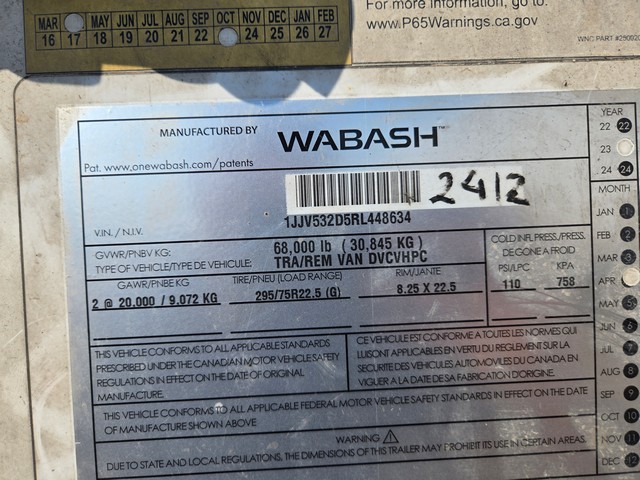 For more information, go to:
www.P65Warnings.ca.gov
WNC PART #
MAR MAY JUN JUL AUG SEP OCT NOV DEC JAN FEB
16 17 18 19 20 21 22 24 25 26 27
MANUFACTURED BY WABASH™
Pat. www.onewabash.com/patents
2412
V.I.N. / N.I.V. 1JJV532D5RL448634
GVWR/PNBV KG: 68,000 lb ( 30,845 KG )
TYPE OF VEHICLE/TYPE DE VEHICULE: TRA/REM VAN DVCVHPC
COLD INFL.PRESS./PRESS.
DE GONE A FROID
GAWR/PNBE KG TIRE/PNEU (LOAD RANGE) RIM/JANTE PSI/LPC KPA
2 @ 20.000 / 9.072 KG 295/75R22.5 (G) 8.25 X 22.5 110 758
THIS VEHICLE CONFORMS TO ALL APPLICABLE STANDARDS
PRESCRIBED UNDER THE CANADIAN MOTOR VEHICLE SAFETY
REGULATIONS IN EFFECT ON THE DATE OF ORIGINAL
MANUFACTURE.
CE VEHICULE EST CONFORME A TOUTES LES NORMES QUI
LUISONT APPLICABLES EN VERTU DU REGLEMENT SUR LA
SECURITE DES VEHICULES AUTOMOBILES DU CANADA EN
VIGUER A LA DATE DE SA FABRICATION D'ORIGINE.
THIS VEHICLE CONFORMS TO ALL APPLICABLE FEDERAL MOTOR VEHICLE SAFETY STANDARDS IN EFFECT ON THE DATE
OF MANUFACTURE SHOWN ABOVE
WARNING
DUE TO STATE AND LOCAL REGULATIONS, THE DIMENSIONS OF THIS TRAILER MAY PROHIBIT ITS USE IN CERTAIN AREAS.
YEAR
22 22
23
24 24
MONTH
JAN 1
FEB 2
MAR 3
APR
MAY 5
JUN 6
JUL 7
AUG 8
SEP 9
OCT 10
NOV 11
DEC 12